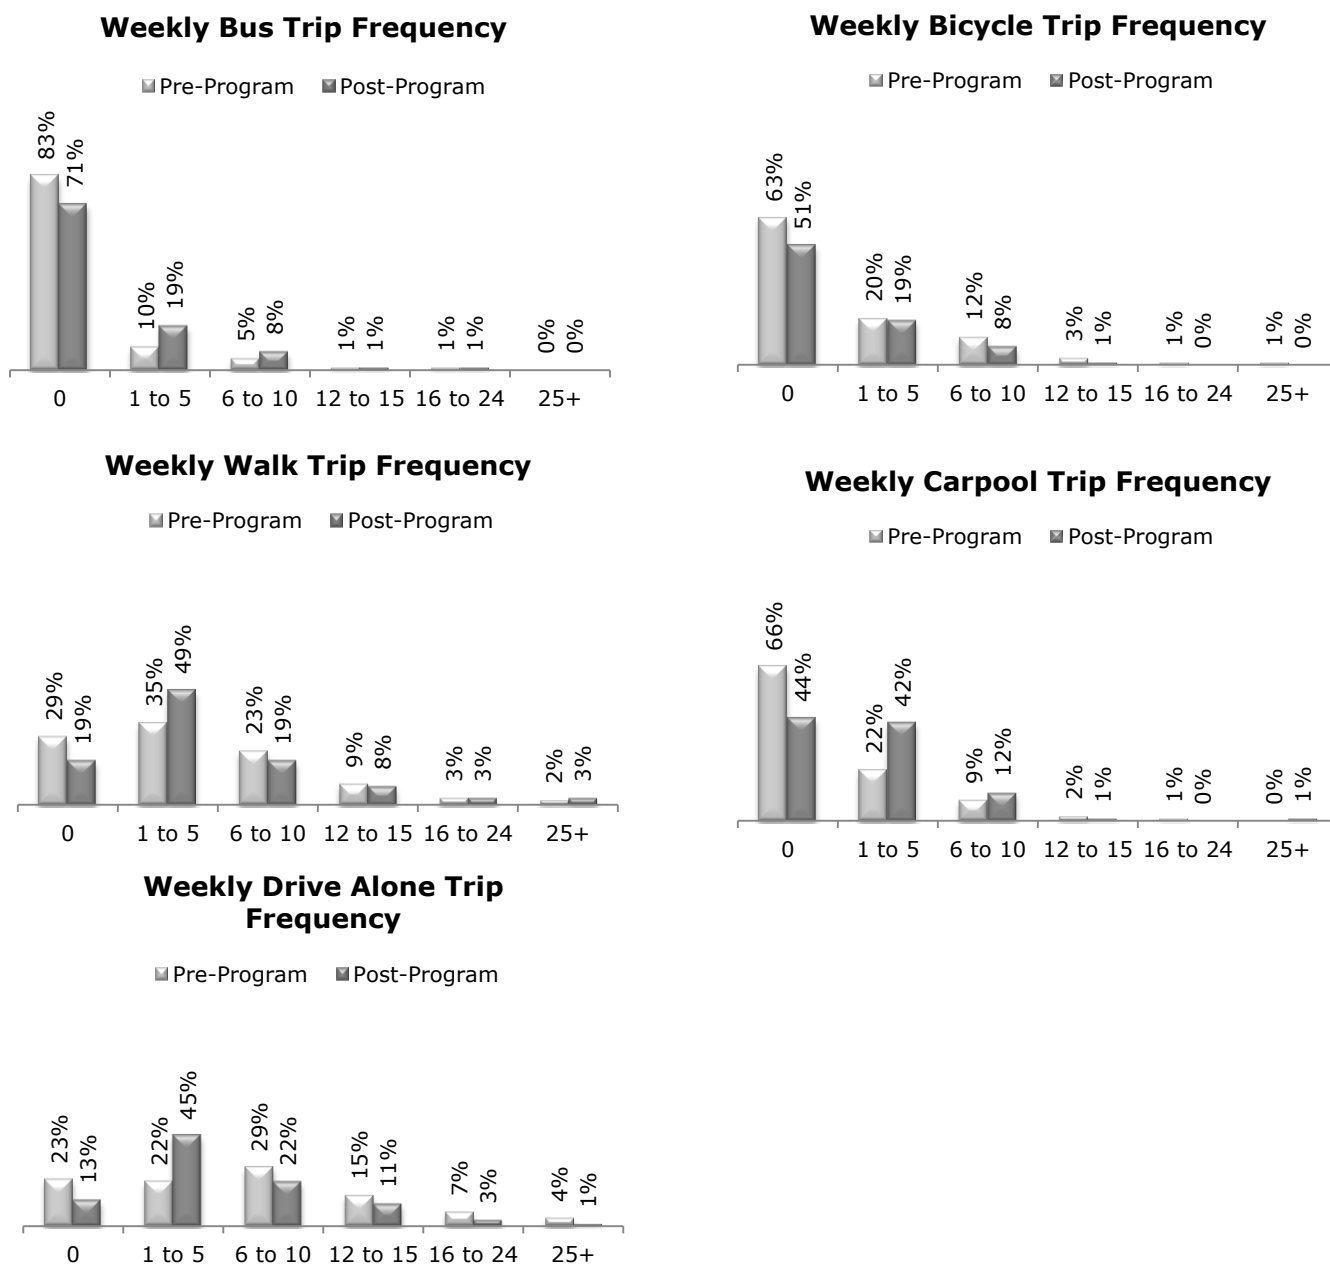 Weekly Bus Trip Frequency
Pre-Program Post-Program
83% 71% 10% 19% 5% 8% 1% 1% 1% 1% 0% 0%
0 1 to 5 6 to 10 12 to 15 16 to 24 25+
Weekly Bicycle Trip Frequency
Pre-Program Post-Program
63% 51% 20% 19% 12% 8% 3% 1% 1% 0% 1% 0%
0 1 to 5 6 to 10 12 to 15 16 to 24 25+
Weekly Walk Trip Frequency
Pre-Program Post-Program
29% 19% 35% 49% 23% 19% 9% 8% 3% 3% 2% 3%
0 1 to 5 6 to 10 12 to 15 16 to 24 25+
Weekly Carpool Trip Frequency
Pre-Program Post-Program
66% 44% 22% 42% 9% 12% 2% 1% 1% 0% 0% 1%
0 1 to 5 6 to 10 12 to 15 16 to 24 25+
Weekly Drive Alone Trip
Frequency
Pre-Program Post-Program
23% 13% 22% 45% 29% 22% 15% 11% 7% 3% 4% 1%
0 1 to 5 6 to 10 12 to 15 16 to 24 25+